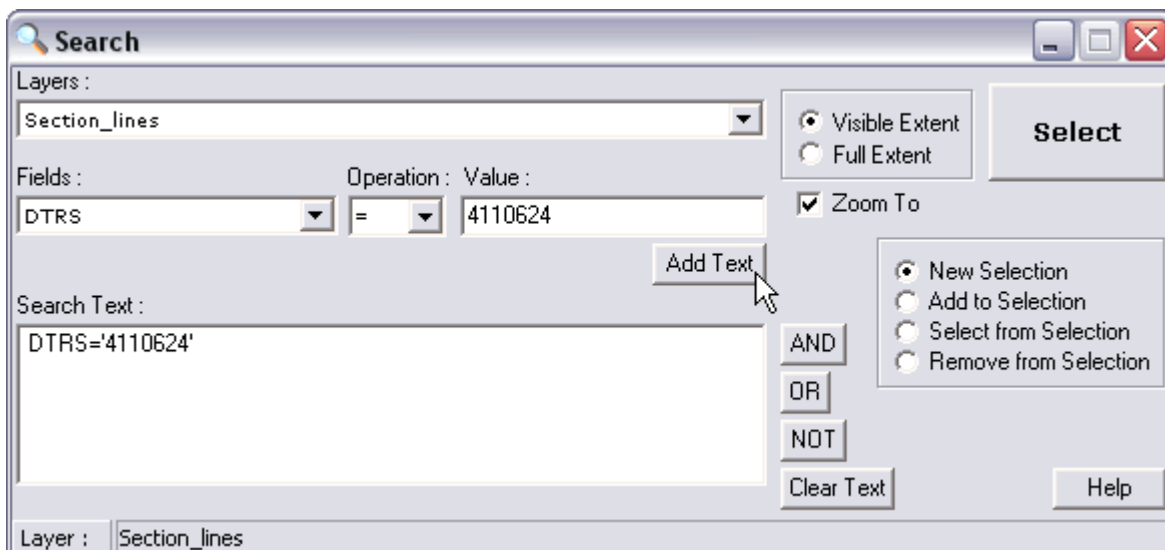 Search
Layers :
Section_lines
Visible Extent
Full Extent
Select
Fields :
Operation :
Value :
DTRS
=
4110624
Zoom To
Add Text
New Selection
Add to Selection
Select from Selection
Remove from Selection
Search Text :
DTRS='4110624'
AND
OR
NOT
Clear Text
Help
Layer :
Section_lines